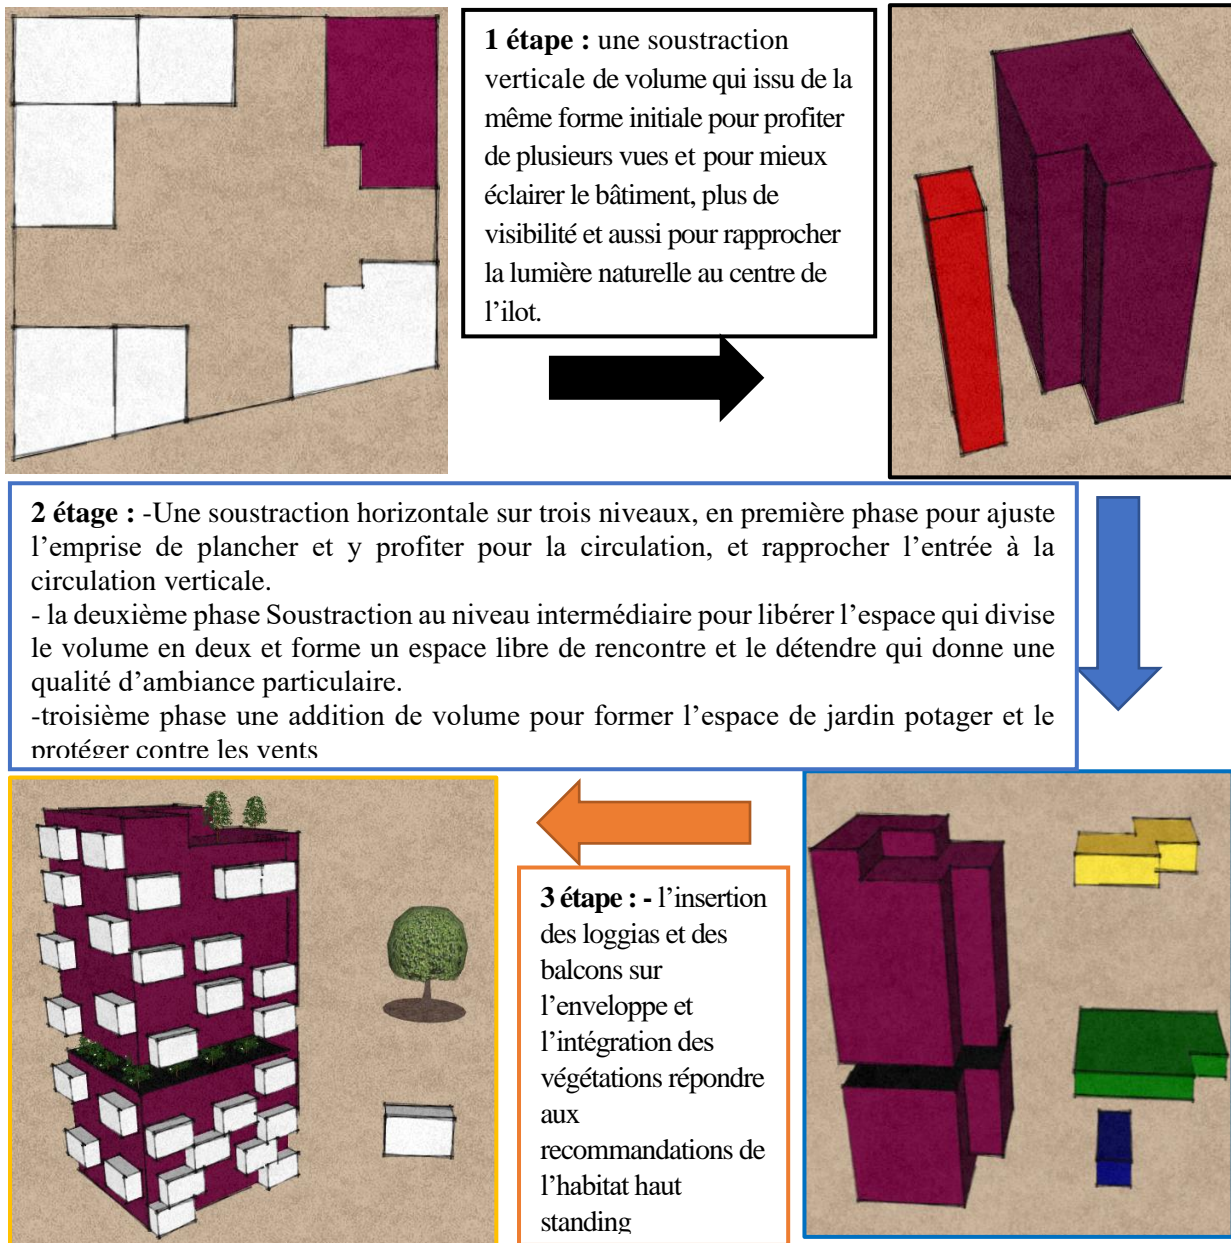 1 étape : une soustraction
verticale de volume qui issu de la
même forme initiale pour profiter
de plusieurs vues et pour mieux
éclairer le bâtiment, plus de
visibilité et aussi pour rapprocher
la lumière naturelle au centre de
l’ilot.
2 étage : -Une soustraction horizontale sur trois niveaux, en première phase pour ajuste
l’emprise de plancher et y profiter pour la circulation, et rapprocher l’entrée à la
circulation verticale.
- la deuxième phase Soustraction au niveau intermédiaire pour libérer l’espace qui divise
le volume en deux et forme un espace libre de rencontre et le détendre qui donne une
qualité d’ambiance particulaire.
-troisième phase une addition de volume pour former l’espace de jardin potager et le
protéger contre les vents
3 étape : - l’insertion
des loggias et des
balcons sur
l’enveloppe et
l’intégration des
végétations répondre
aux
recommandations de
l’habitat haut
standing